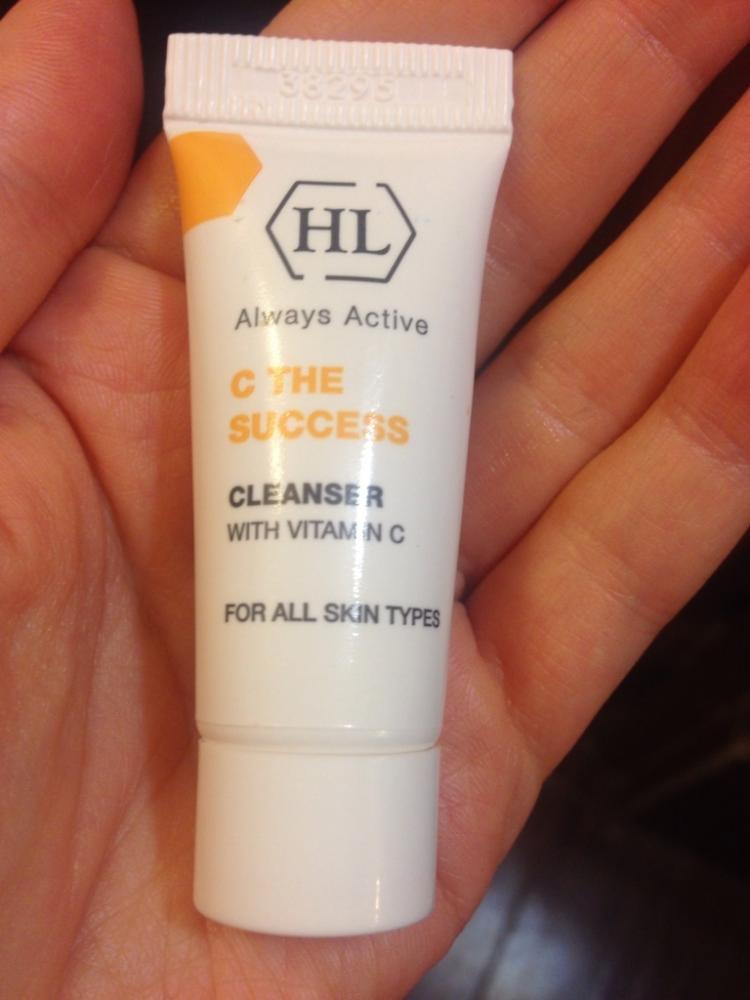 38295
HL
Always Active
C THE
SUCCESS
CLEANSER
WITH VITAMIN C
FOR ALL SKIN TYPES